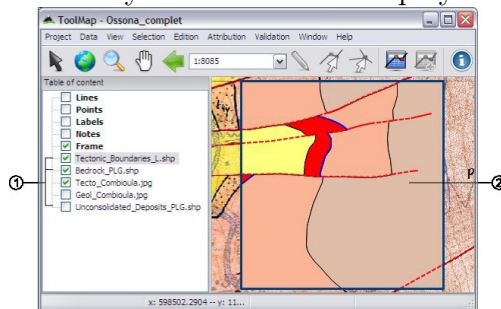 ToolMap - Ossona_complet
Project Data View Selection Edition Attribution Validation Window Help
1:8085
Table of content
Lines
Points
Labels
Notes
Frame
Tectonic_Boundaries_L.shp
Bedrock_PLG.shp
Tecto_Combioula.jpg
Geol_Combioula.jpg
Unconsolidated_Deposits_PLG.shp
1
2
p
x: 598502.2904 -- y: 11...